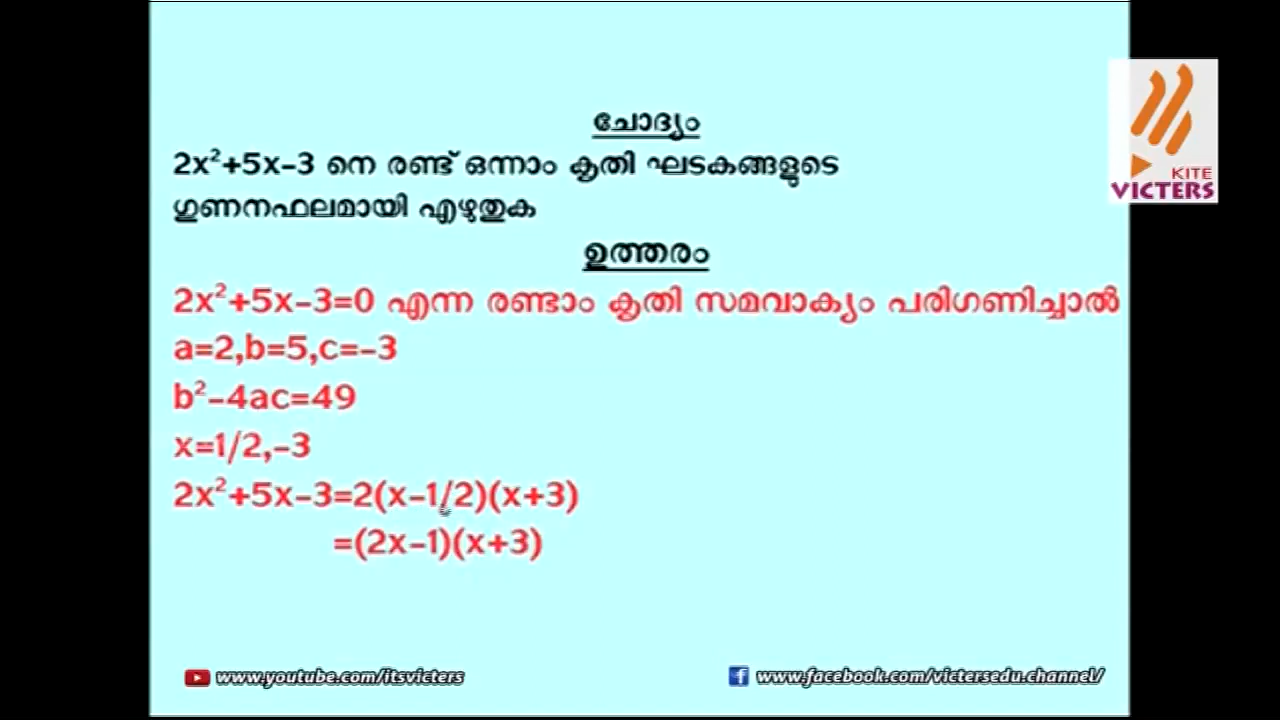 ചോദ്യം
2x²+5x-3 നെ രണ്ട് ഒന്നാം കൃതി ഘടകങ്ങളുടെ
ഗുണനഫലമായി എഴുതുക
ഉത്തരം
2x²+5x-3=0 എന്ന രണ്ടാം കൃതി സമവാക്യം പരിഗണിച്ചാൽ
a=2,b=5,c=-3
b²-4ac=49
x=1/2,-3
2x²+5x-3=2(x-1/2)(x+3)
=(2x-1)(x+3)
KITE
VICTERS
www.youtube.com/itsvicters
www.facebook.com/victersedu.channel/